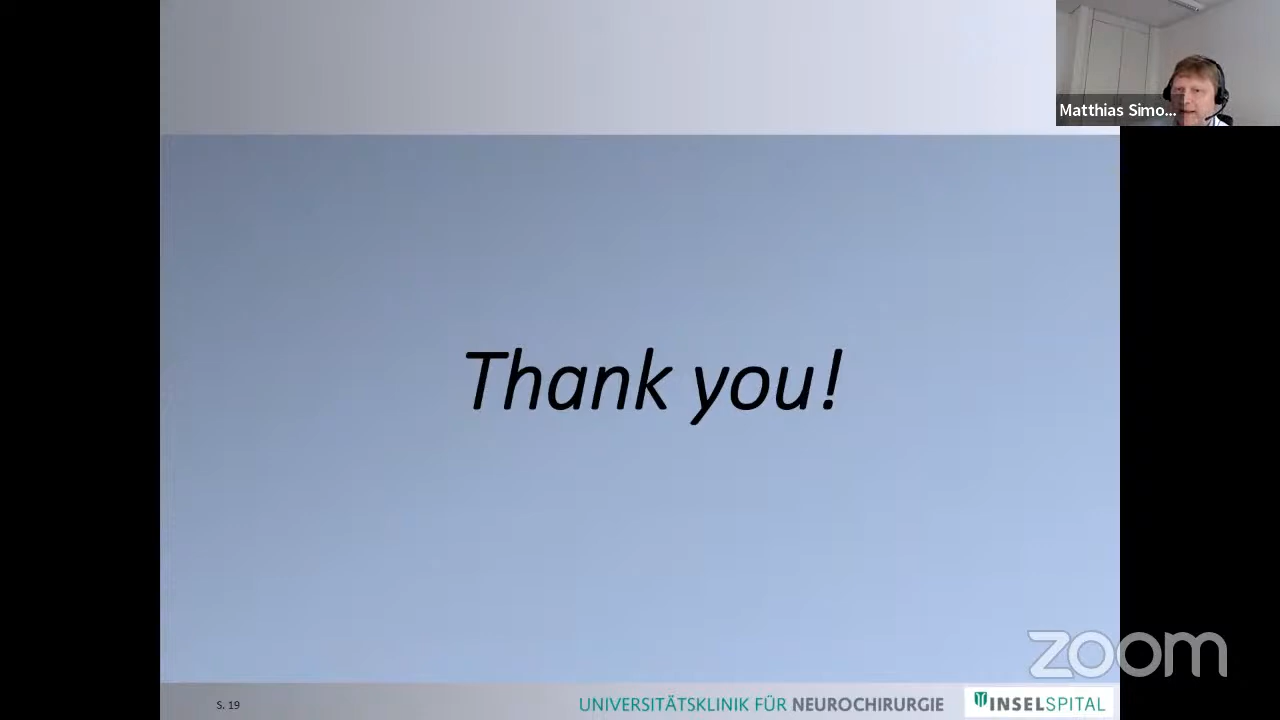 Matthias Simo...
Thank you!
zoom
S. 19
UNIVERSITÄTSKLINIK FÜR NEUROCHIRURGIE
INSELSPITAL